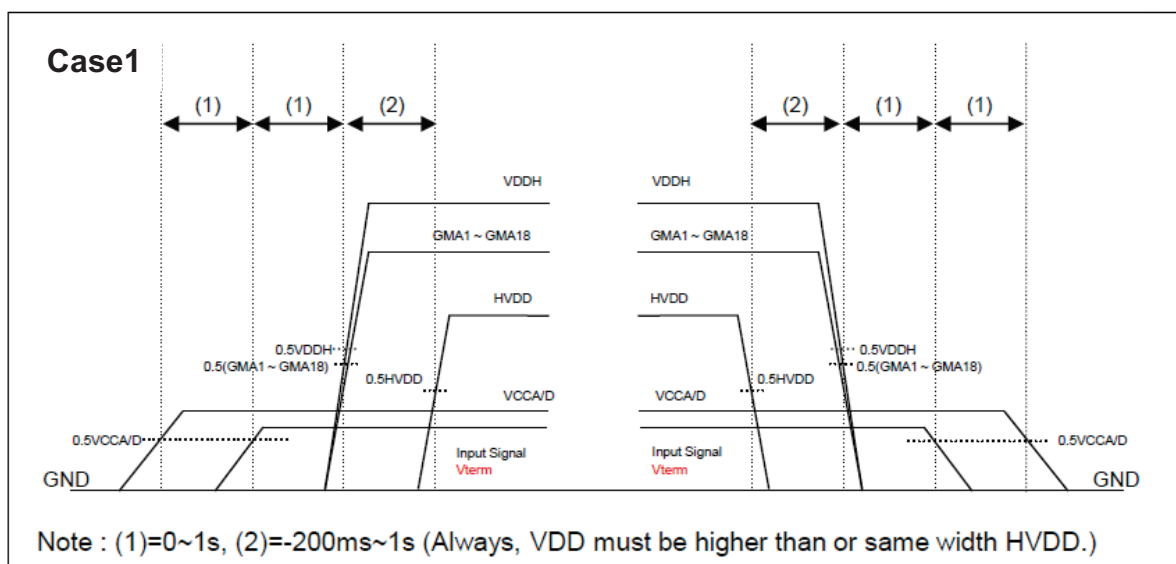 Case1
(1) (1) (2) (2) (1) (1)
VDDH VDDH
GMA1 ~ GMA18 GMA1 ~ GMA18
HVDD HVDD
0.5VDDH 0.5VDDH
0.5(GMA1 ~ GMA18) 0.5(GMA1 ~ GMA18)
0.5HVDD 0.5HVDD
VCCA/D VCCA/D
0.5VCCA/D 0.5VCCA/D
Input Signal Input Signal
Vterm Vterm
GND GND
Note : (1)=0~1s, (2)=-200ms~1s (Always, VDD must be higher than or same width HVDD.)